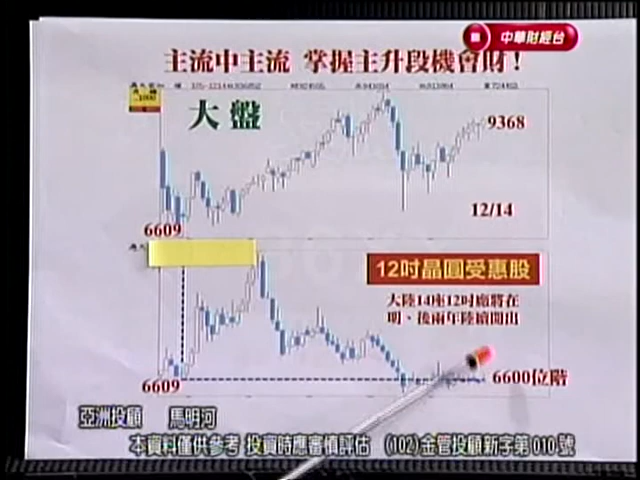 中華財經台
主流中主流 掌握主升段機會財!
大盤
9368
12/14
6609
12吋晶圓受惠股
大陸14座12吋廠將在
明、後兩年陸續開出
6609
6600位階
亞洲投顧 馬明河
本資料僅供參考 投資時應審慎評估 (102)金管投顧新字第010號